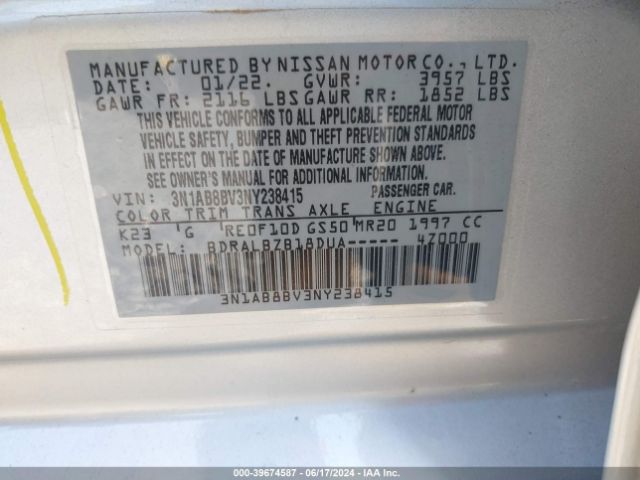 MANUFACTURED BY NISSAN MOTOR CO., LTD.
DATE: 01/22. GVWR: 3957 LBS
GAWR FR: 2116 LBS GAWR RR: 1852 LBS
THIS VEHICLE CONFORMS TO ALL APPLICABLE FEDERAL MOTOR
VEHICLE SAFETY, BUMPER AND THEFT PREVENTION STANDARDS
IN EFFECT ON THE DATE OF MANUFACTURE SHOWN ABOVE.
SEE OWNER'S MANUAL FOR ADDITIONAL INFORMATION.
VIN: 3N1AB8BV3NY238415 PASSENGER CAR.
COLOR TRIM TRANS AXLE ENGINE
K23 G RE0F10D GS50 MR20 1997 CC
MODEL: BDRALBZB1ADUA----- 4Z000
3N1AB8BV3NY238415
000-39674587 - 06/17/2024 - IAA Inc.